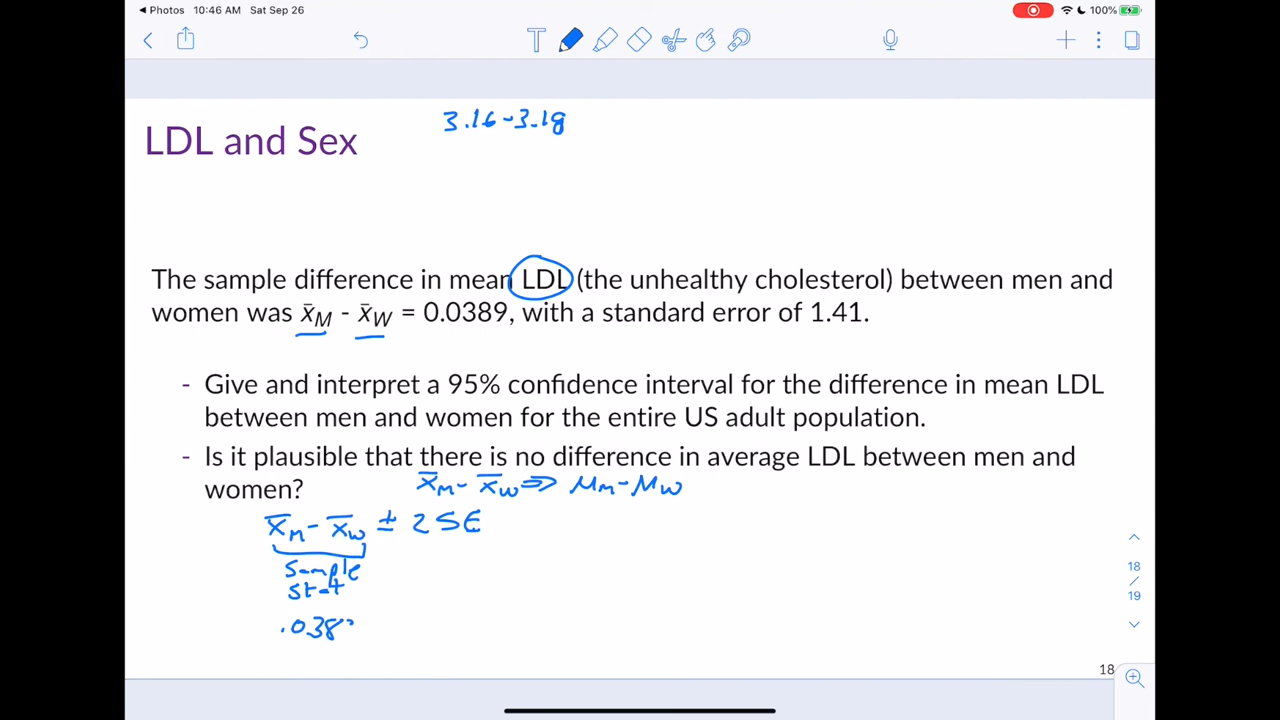 Photos 10:46 AM Sat Sep 26 100%
T
3.16-3.18
LDL and Sex
The sample difference in mean LDL (the unhealthy cholesterol) between men and
women was x̄M - x̄W = 0.0389, with a standard error of 1.41.
- Give and interpret a 95% confidence interval for the difference in mean LDL
between men and women for the entire US adult population.
- Is it plausible that there is no difference in average LDL between men and
women?
x̄M - x̄W ⇒ μM - μW
x̄M - x̄W ± 2 SE
Sample
Stat
.038
18
/
19
18